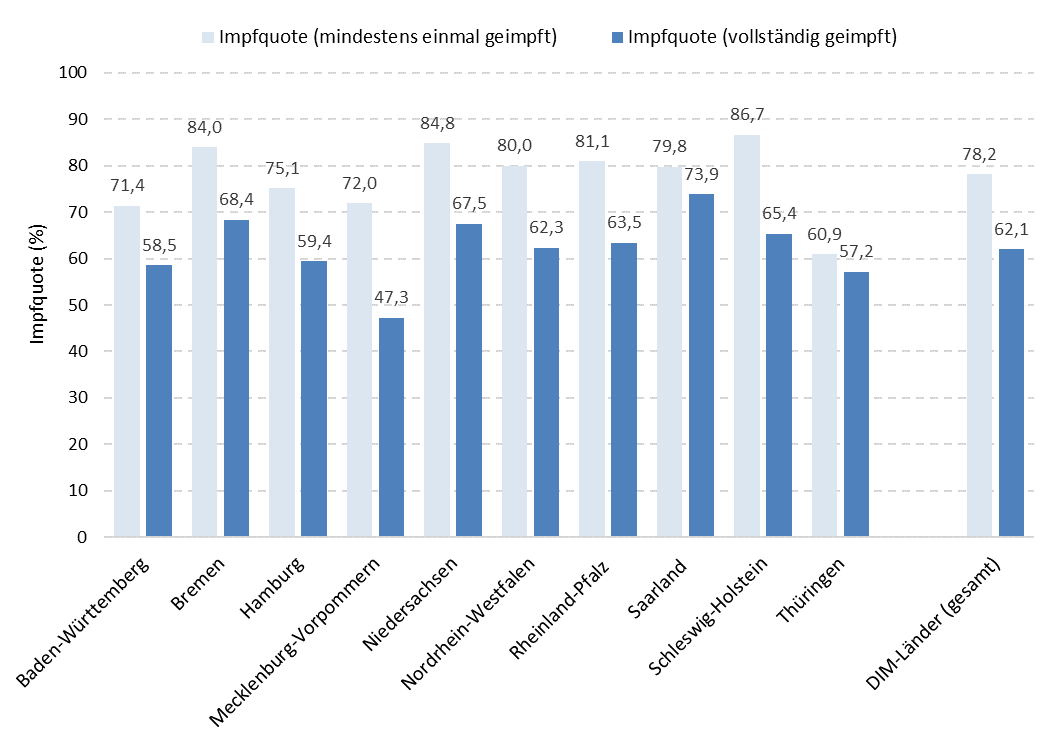 Impfquote (mindestens einmal geimpft) Impfquote (vollständig geimpft)
Impfquote (%)
100
90
80
70
60
50
40
30
20
10
0
71,4 58,5
84,0 68,4
75,1 59,4
72,0 47,3
84,8 67,5
80,0 62,3
81,1 63,5
79,8 73,9
86,7 65,4
60,9 57,2
78,2 62,1
Baden-Württemberg
Bremen
Hamburg
Mecklenburg-Vorpommern
Niedersachsen
Nordrhein-Westfalen
Rheinland-Pfalz
Saarland
Schleswig-Holstein
Thüringen
DIM-Länder (gesamt)